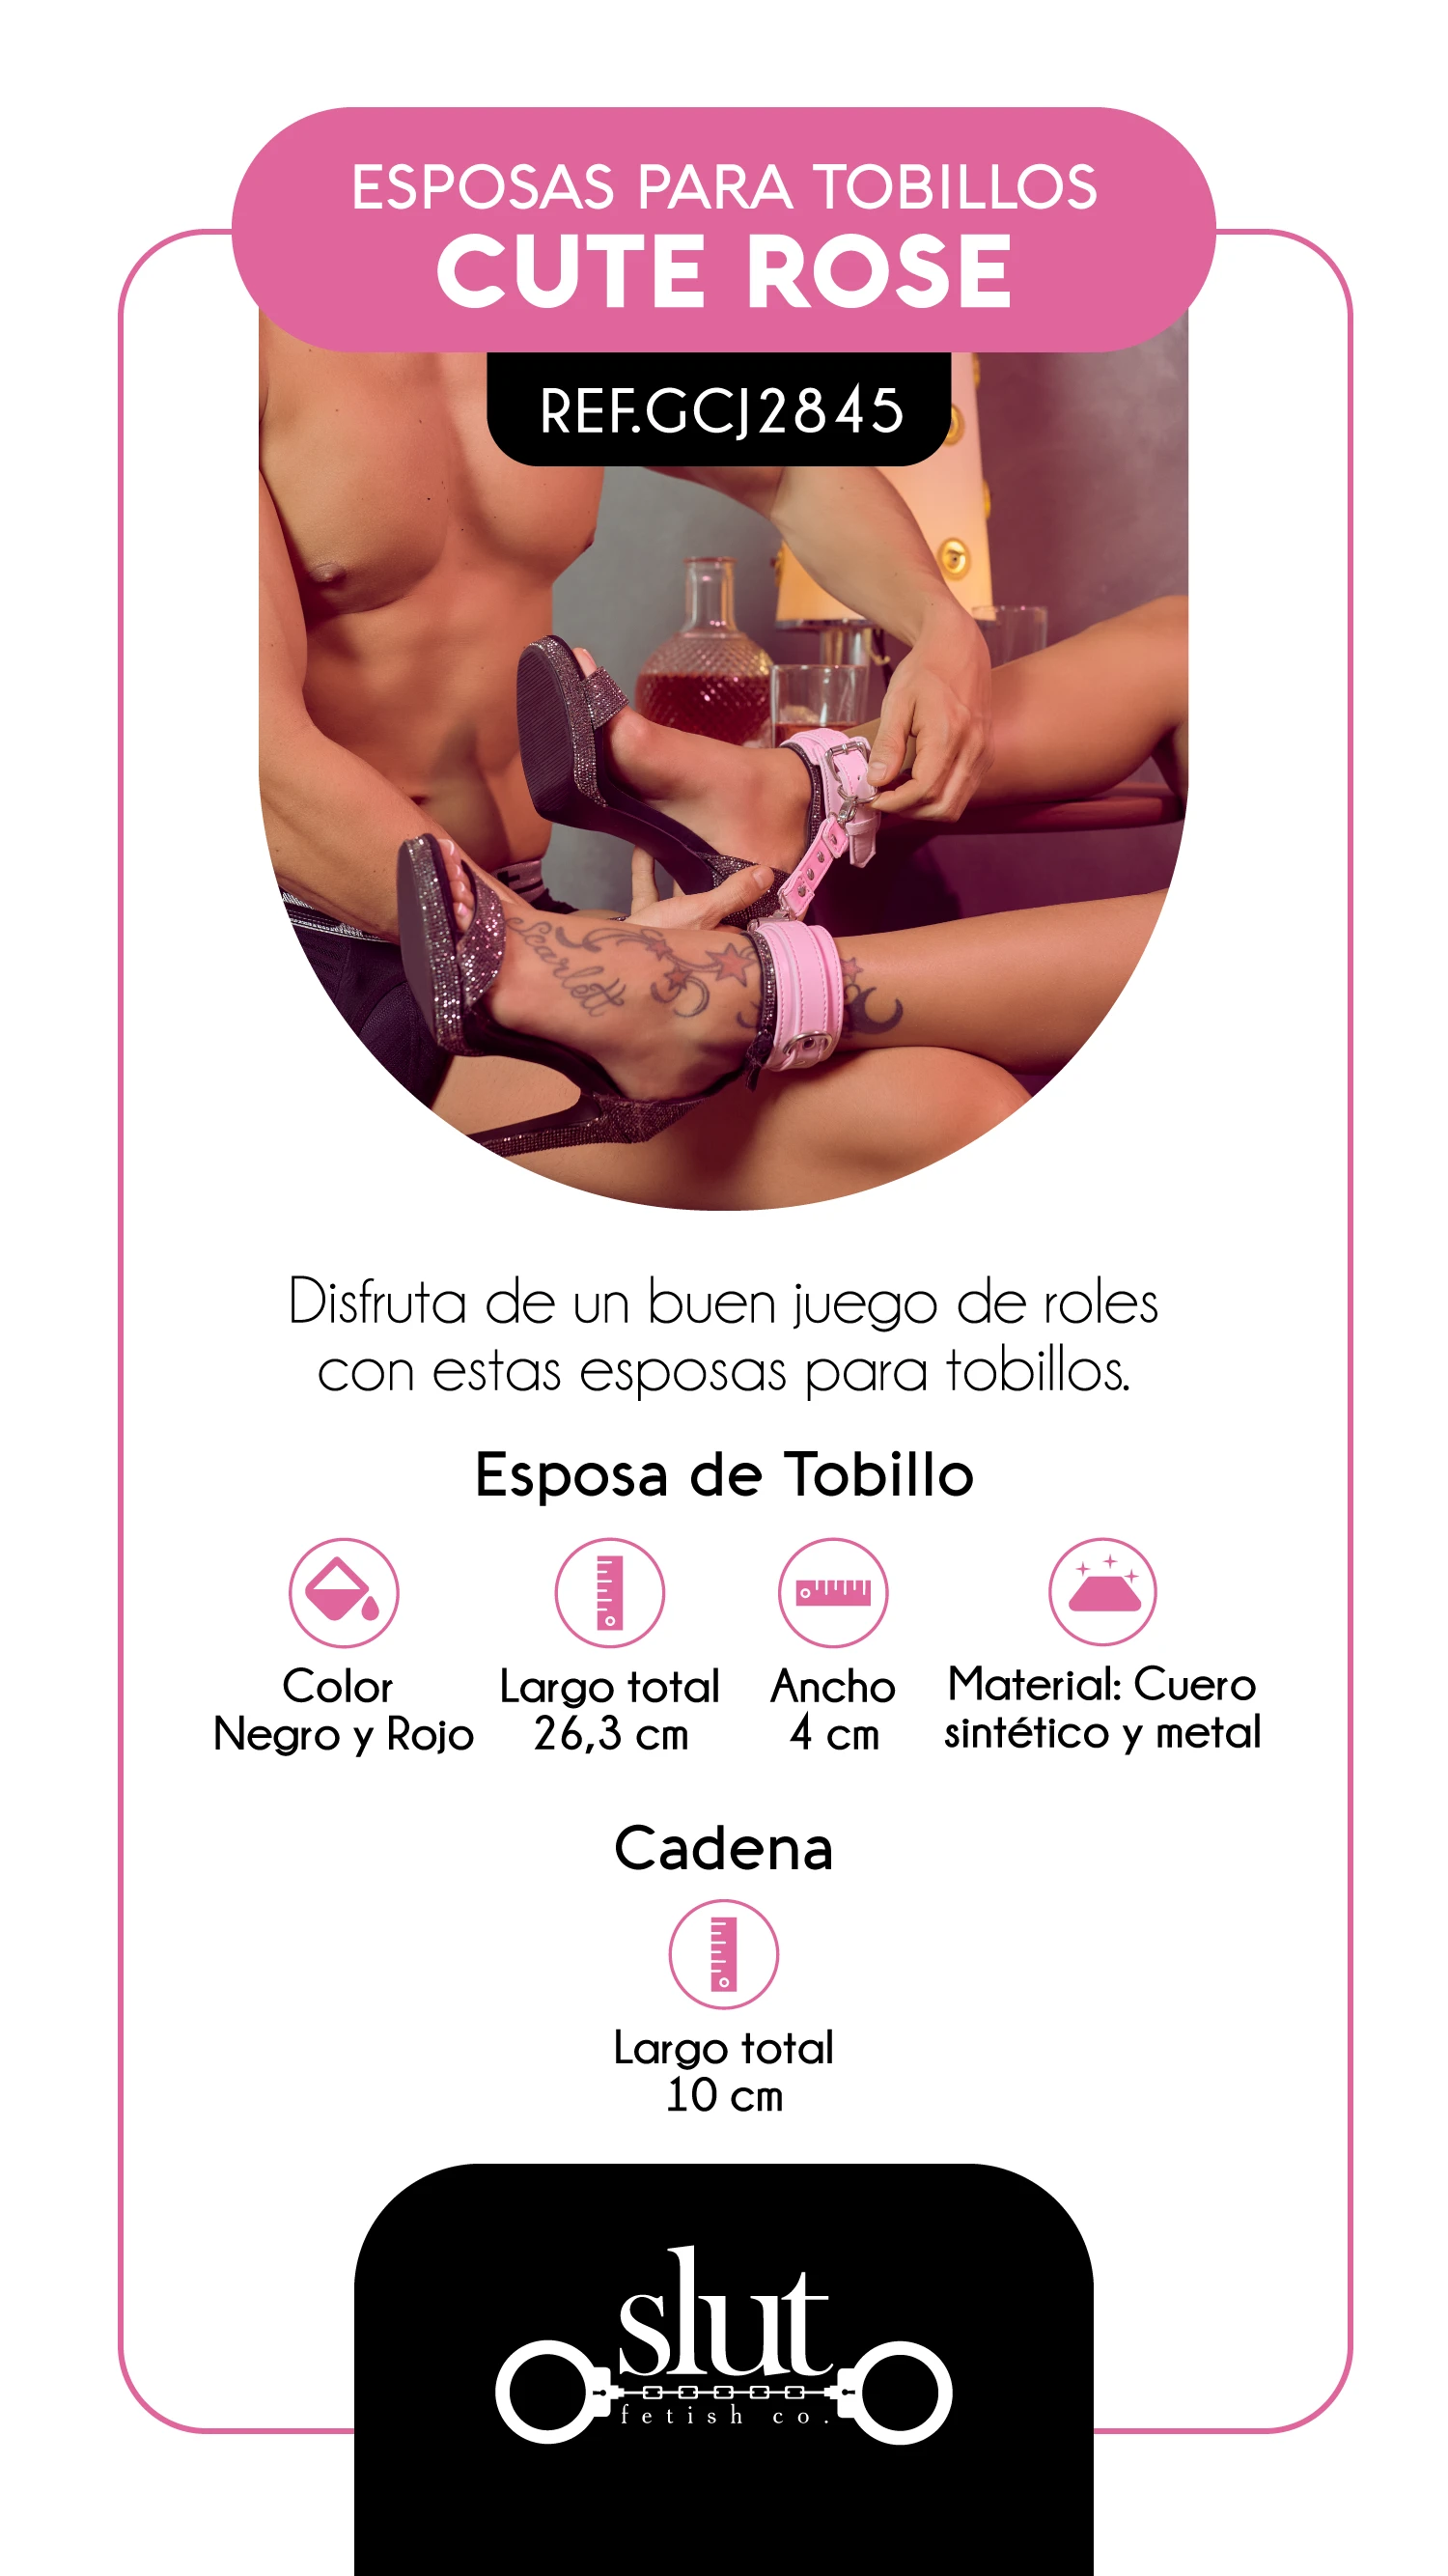 ESPOSAS PARA TOBILLOS
CUTE ROSE
REF.GCJ2845
Scarlett
Disfruta de un buen juego de roles
con estas esposas para tobillos.
Esposa de Tobillo
Color
Negro y Rojo
Largo total
26,3 cm
Ancho
4 cm
Material: Cuero
sintético y metal
Cadena
Largo total
10 cm
slut
fetish co.